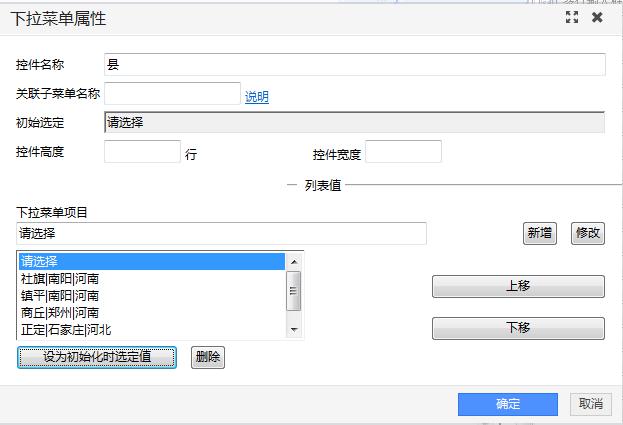 下拉菜单属性
控件名称 县
关联子菜单名称 说明
初始选定 请选择
控件高度 行 控件宽度
列表值
下拉菜单项目
请选择 新增 修改
请选择
社旗|南阳|河南
镇平|南阳|河南
商丘|郑州|河南
正定|石家庄|河北
上移
下移
设为初始化时选定值 删除
确定 取消